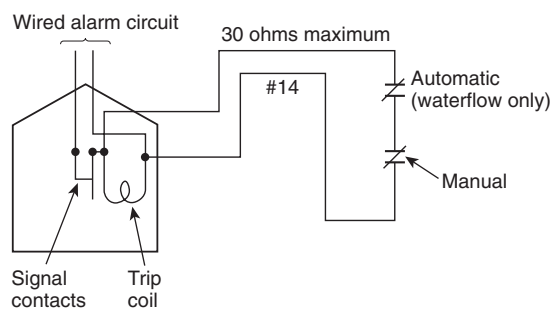 Wired alarm circuit
30 ohms maximum
#14
Automatic
(waterflow only)
Manual
Signal
contacts
Trip
coil